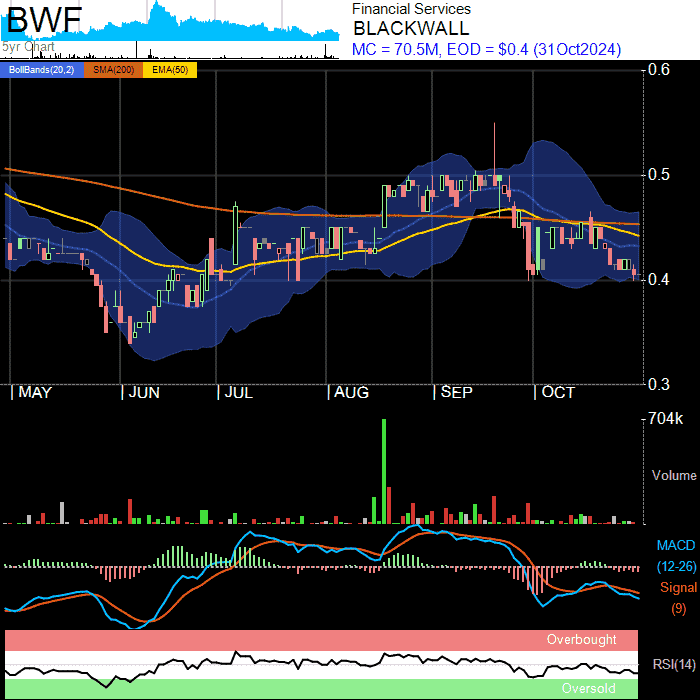 BWF
5yr Chart
Financial Services
BLACKWALL
MC = 70.5M, EOD = $0.4 (31Oct2024)
BollBands(20,2) SMA(200) EMA(50)
0.6
0.5
0.4
0.3
MAY JUN JUL AUG SEP OCT
704k
Volume
MACD
(12-26)
Signal
(9)
Overbought
RSI(14)
Oversold